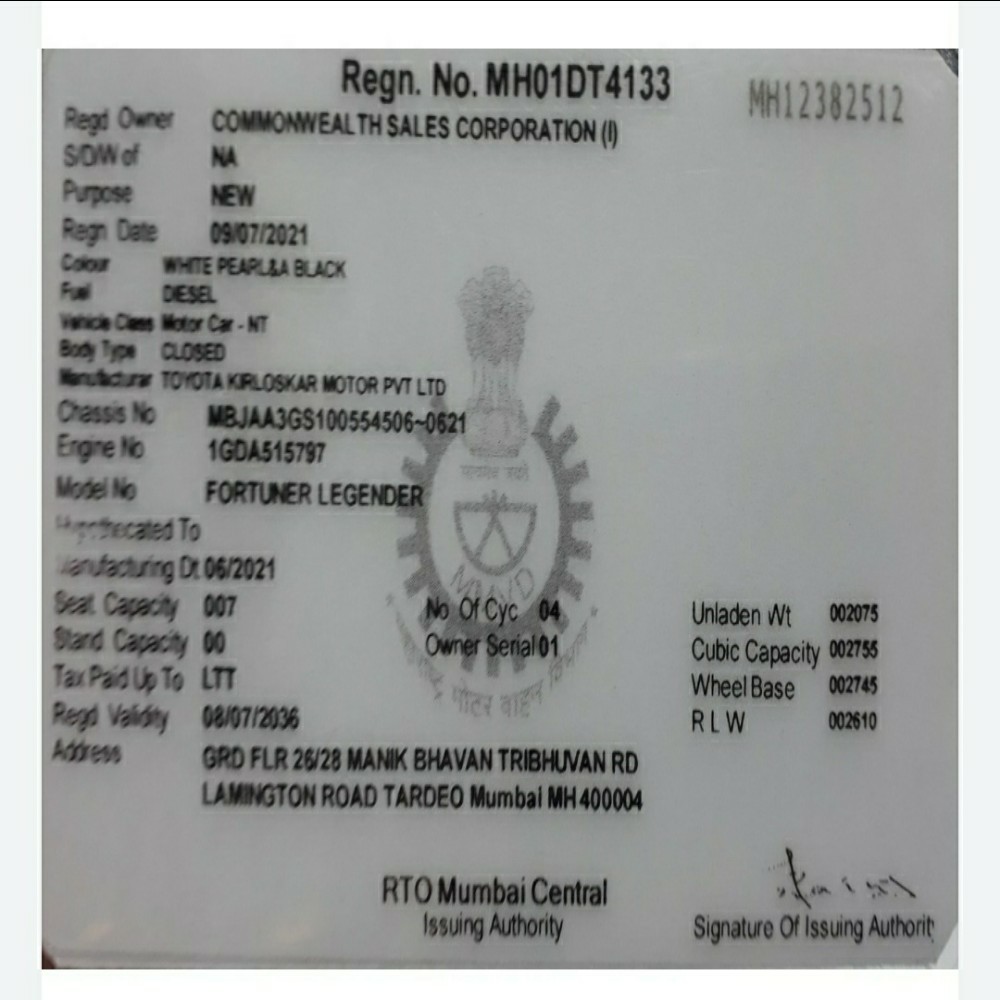 Regn. No. MH01DT4133
MH12382512
Regd Owner COMMONWEALTH SALES CORPORATION (I)
S/D/W of NA
Purpose NEW
Regn Date 09/07/2021
Colour WHITE PEARL&A BLACK
Fuel DIESEL
Vehicle Class Motor Car - NT
Body Type CLOSED
Manufacturar TOYOTA KIRLOSKAR MOTOR PVT LTD
Chassis No MBJAA3GS100554506~0621
Engine No 1GDA515797
Model No FORTUNER LEGENDER
Hypothecated To
Manufacturing Dt 06/2021
Seat Capacity 007 No Of Cyc 04 Unladen Wt 002075
Stand Capacity 00 Owner Serial 01 Cubic Capacity 002755
Tax Paid Up To LTT Wheel Base 002745
Regd Validity 08/07/2036 R L W 002610
Address GRD FLR 26/28 MANIK BHAVAN TRIBHUVAN RD
LAMINGTON ROAD TARDEO Mumbai MH 400004
MMVD
मोटर वाहन विभाग
RTO Mumbai Central
Issuing Authority
Signature Of Issuing Authorit